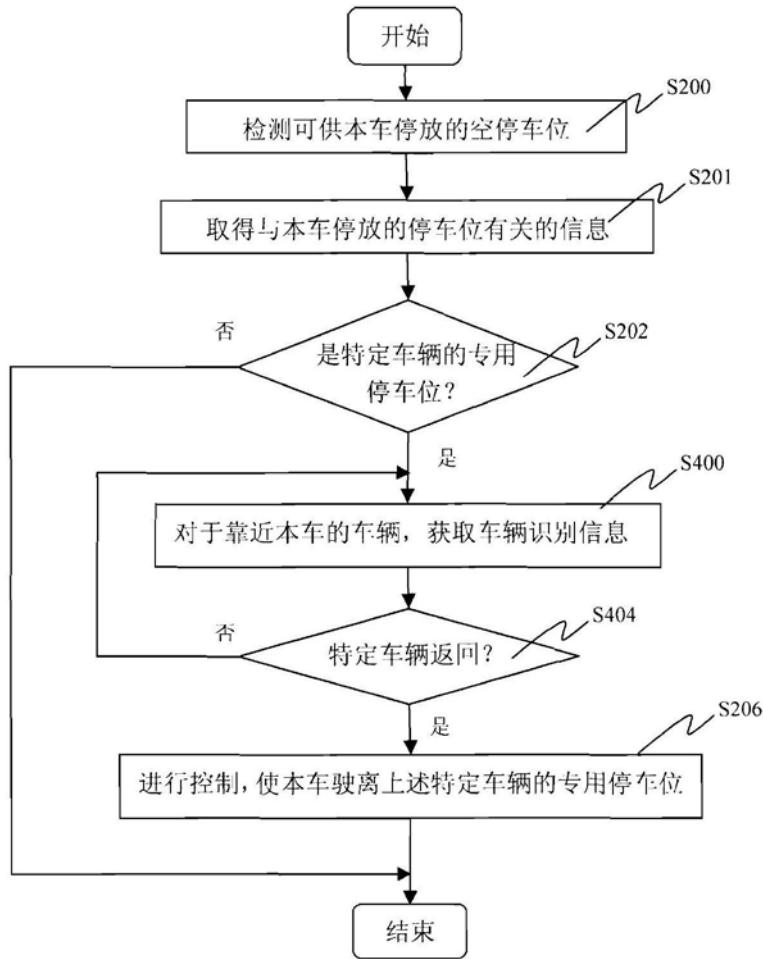 开始
S200
检测可供本车停放的空停车位
S201
取得与本车停放的停车位有关的信息
否
S202
是特定车辆的专用
停车位?
是
S400
对于靠近本车的车辆, 获取车辆识别信息
否
S404
特定车辆返回?
是
S206
进行控制, 使本车驶离上述特定车辆的专用停车位
结束